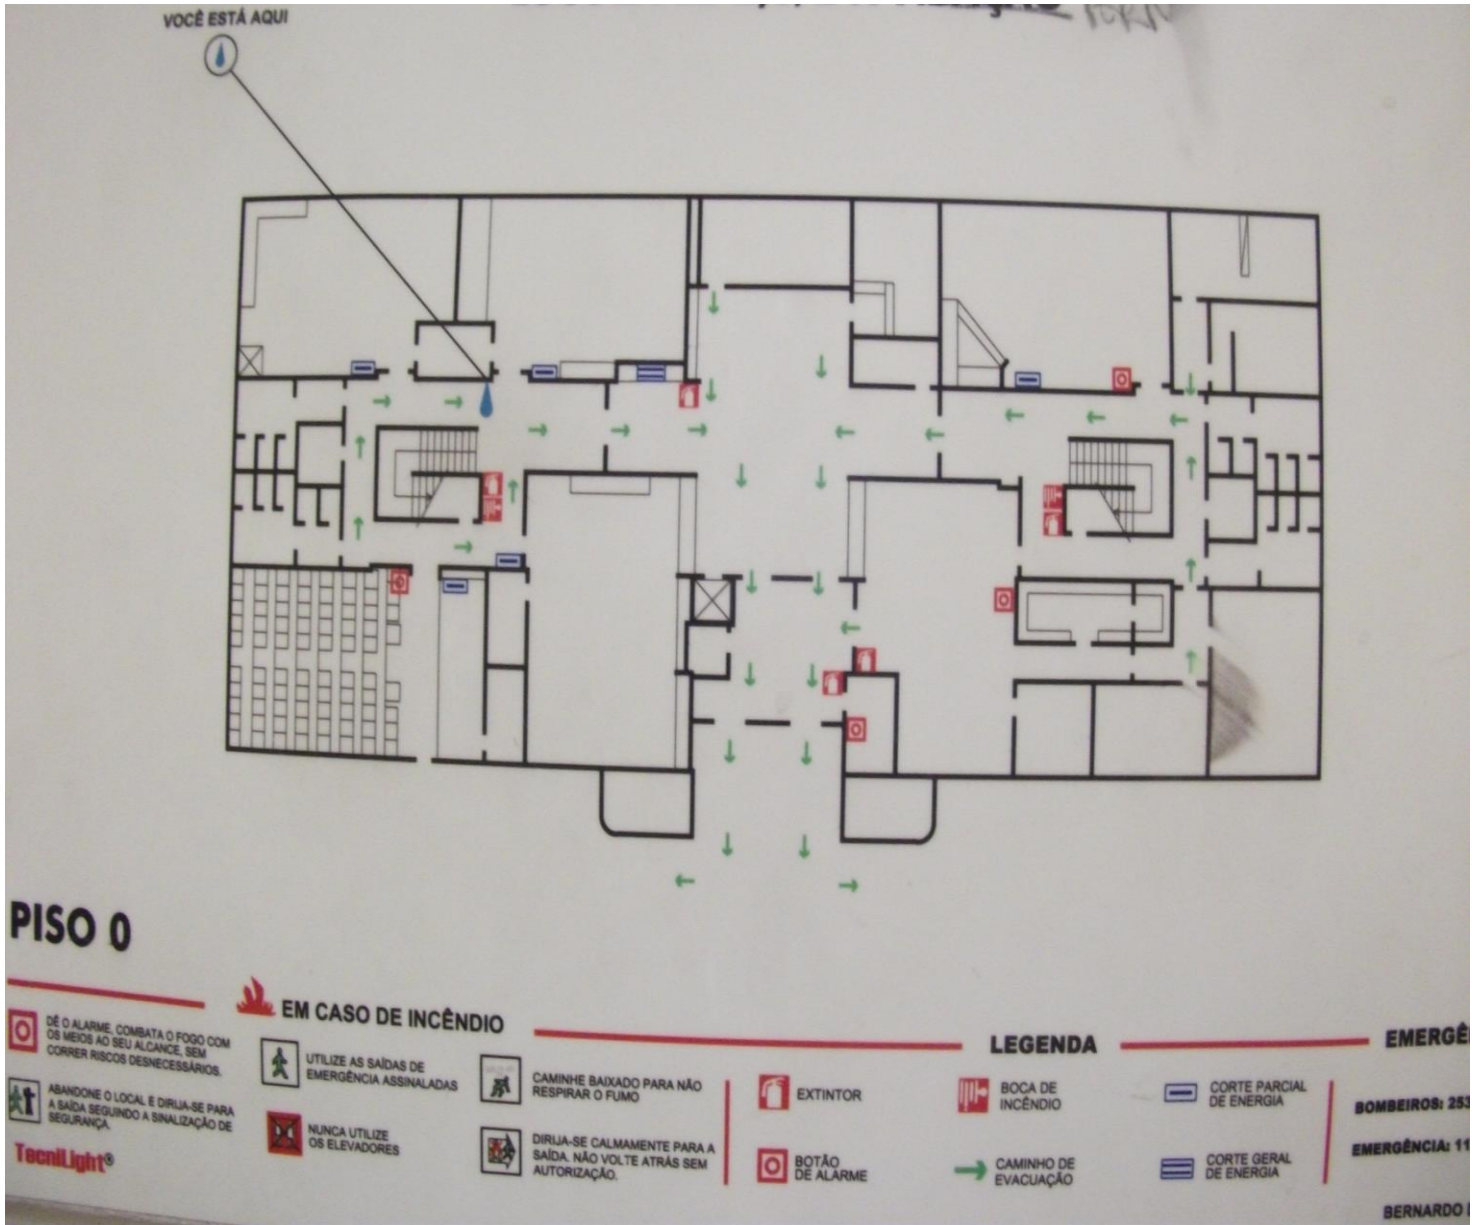 VOCÊ ESTÁ AQUI
PISO 0
EM CASO DE INCÊNDIO
DÊ O ALARME, COMBATA O FOGO COM
OS MEIOS AO SEU ALCANCE, SEM
CORRER RISCOS DESNECESSÁRIOS.
ABANDONE O LOCAL E DIRIJA-SE PARA
A SAÍDA SEGUINDO A SINALIZAÇÃO DE
SEGURANÇA.
UTILIZE AS SAÍDAS DE
EMERGÊNCIA ASSINALADAS
NUNCA UTILIZE
OS ELEVADORES
CAMINHE BAIXADO PARA NÃO
RESPIRAR O FUMO
DIRIJA-SE CALMAMENTE PARA A
SAÍDA. NÃO VOLTE ATRÁS SEM
AUTORIZAÇÃO.
TecniLight®
LEGENDA
EXTINTOR
BOTÃO
DE ALARME
BOCA DE
INCÊNDIO
CAMINHO DE
EVACUAÇÃO
CORTE PARCIAL
DE ENERGIA
CORTE GERAL
DE ENERGIA
EMERGÊ
BOMBEIROS: 253
EMERGÊNCIA: 11
BERNARDO